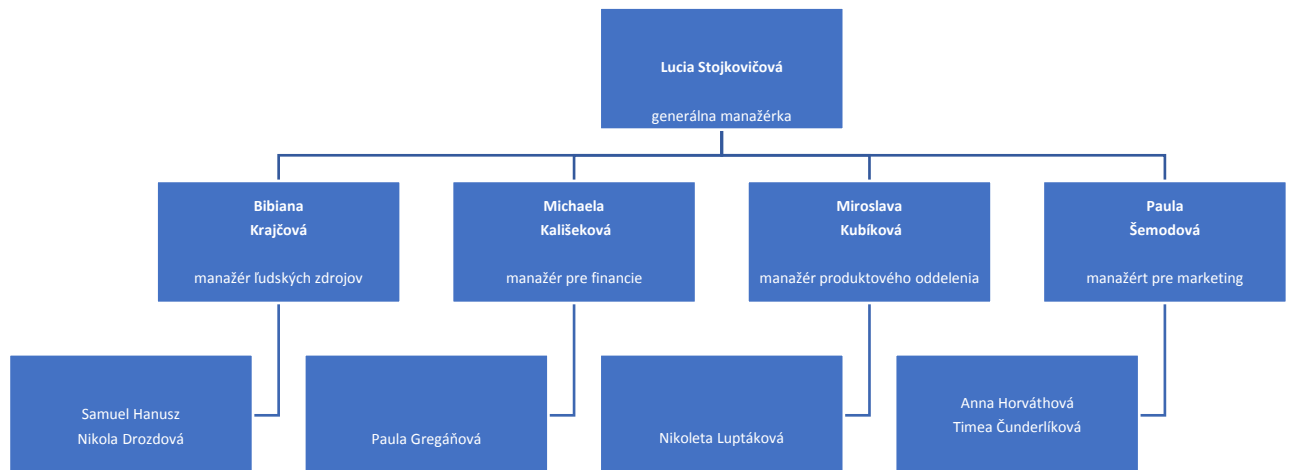 Lucia Stojkovičová
generálna manažérka
Bibiana
Krajčová
manažér ľudských zdrojov
Michaela
Kališeková
manažér pre financie
Miroslava
Kubíková
manažér produktového oddelenia
Paula
Šemodová
manažért pre marketing
Samuel Hanusz
Nikola Drozdová
Paula Gregáňová
Nikoleta Luptáková
Anna Horváthová
Timea Čunderlíková